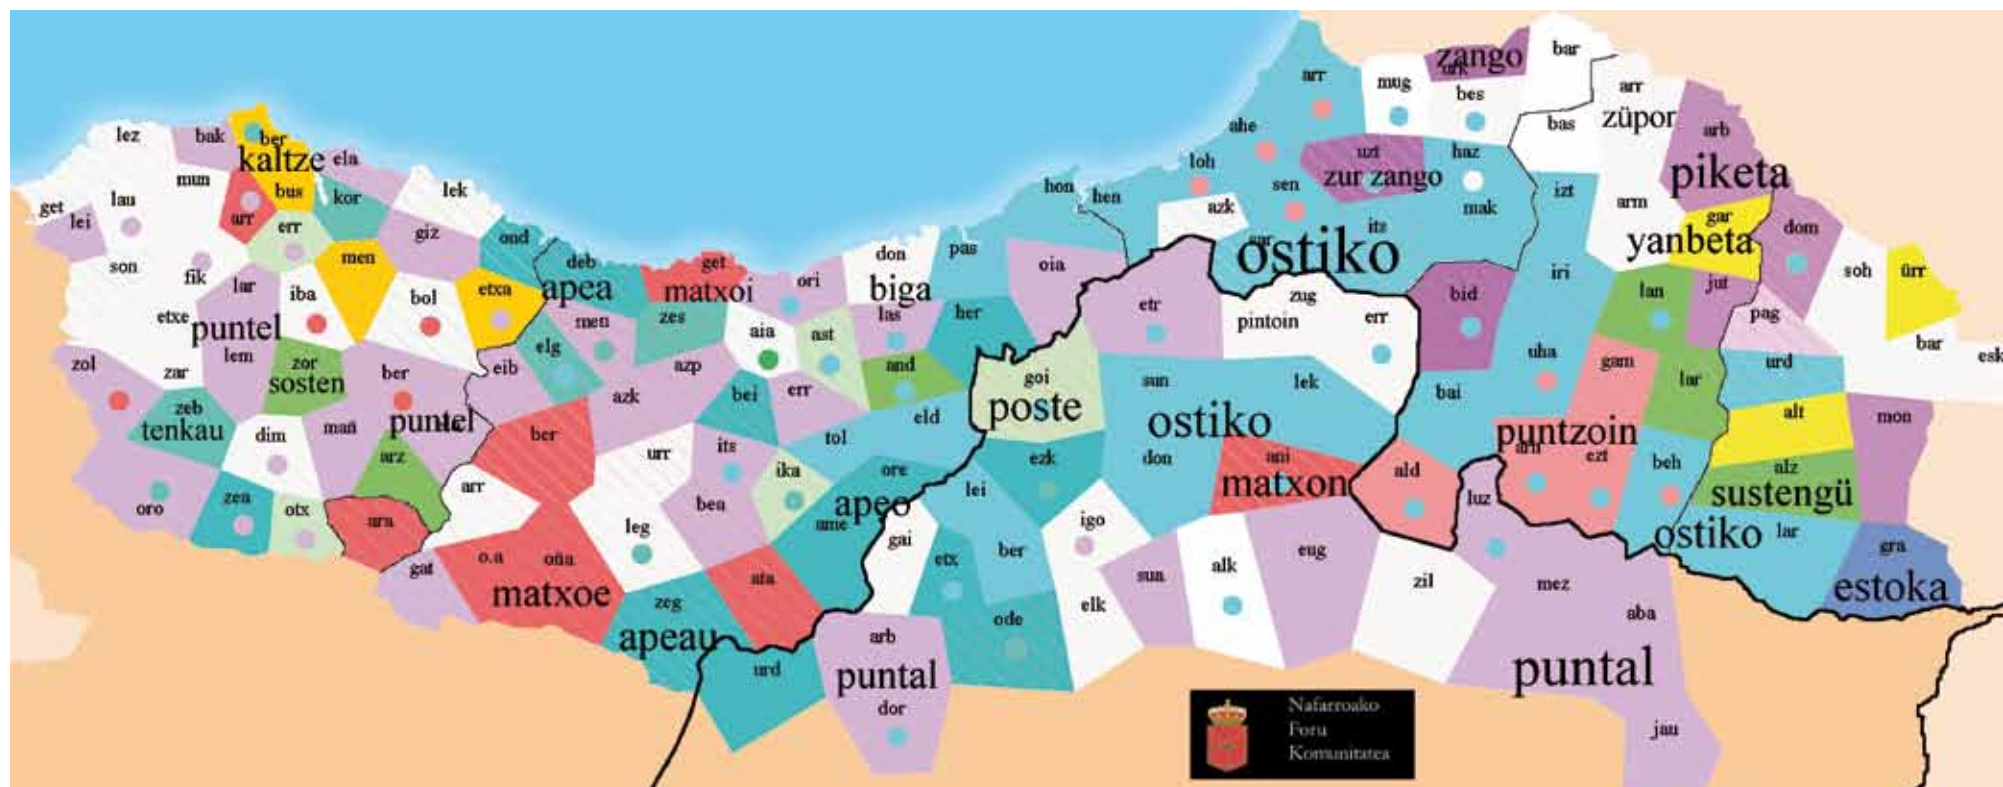 lez
bak
ber
kaltze
ela
mun
bus
kor
lek
get
lei
lau
arr
err
giz
ond
son
fik
men
lar
iba
bol
etxa
etxe
puntel
lem
zor
sosten
ber
zol
zar
zeb
tenkau
dim
mañ
puntel
arz
oro
zea
otx
ara
arr
gat
deb
apea
get
matxoi
ori
don
biga
men
zes
aia
ast
las
elg
eib
azp
azk
bei
err
and
ber
urr
its
tol
eld
ika
ore
apeo
ame
leg
bea
o.a
oña
matxoe
ata
zeg
apeau
urd
pas
hon
hen
oia
loh
ahe
azk
arr
mug
zango
bes
bar
bas
uzt
zur zango
haz
sen
mak
its
ostiko
etr
zug
pintoin
err
bid
goi
poste
sun
lek
ostiko
don
ani
matxon
ald
ezk
lei
gai
etx
ber
ode
igo
elk
sun
alk
eug
zil
arb
puntal
dor
arr
züpor
arb
piketa
izt
arm
gar
yanbeta
iri
lan
jut
dom
soh
ürr
pag
bar
esk
uha
gam
lar
urd
bai
puntzoin
arn
ezt
beh
alt
mon
alz
sustengü
ostiko
lar
gra
estoka
luz
mez
aba
puntal
jau
Nafarroako
Foru
Komunitatea